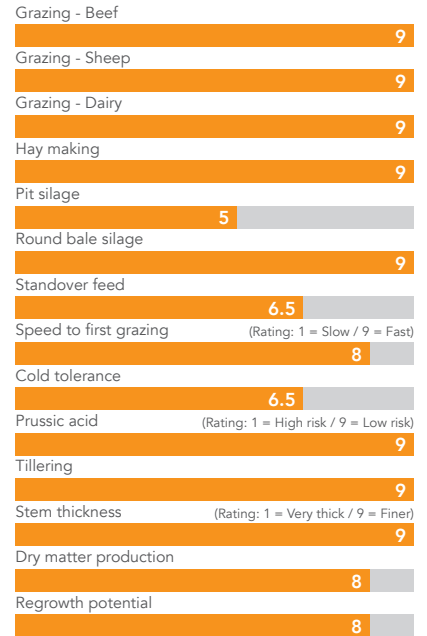 Grazing - Beef
9
Grazing - Sheep
9
Grazing - Dairy
9
Hay making
9
Pit silage
5
Round bale silage
9
Standover feed
6.5
Speed to first grazing (Rating: 1 = Slow / 9 = Fast)
8
Cold tolerance
6.5
Prussic acid (Rating: 1 = High risk / 9 = Low risk)
9
Tillering
9
Stem thickness (Rating: 1 = Very thick / 9 = Finer)
9
Dry matter production
8
Regrowth potential
8